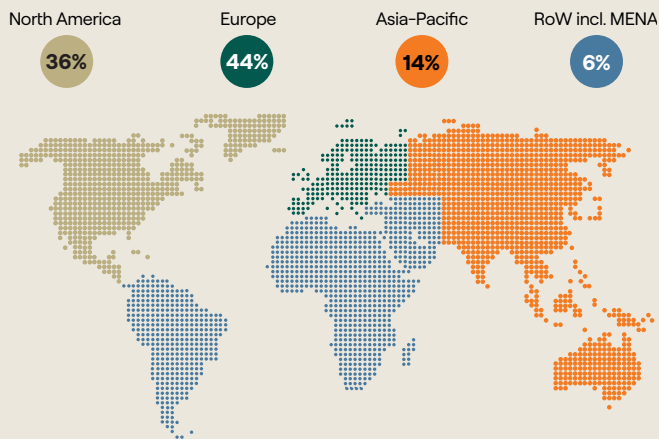 North America
Europe
Asia-Pacific
RoW incl. MENA
36%
44%
14%
6%